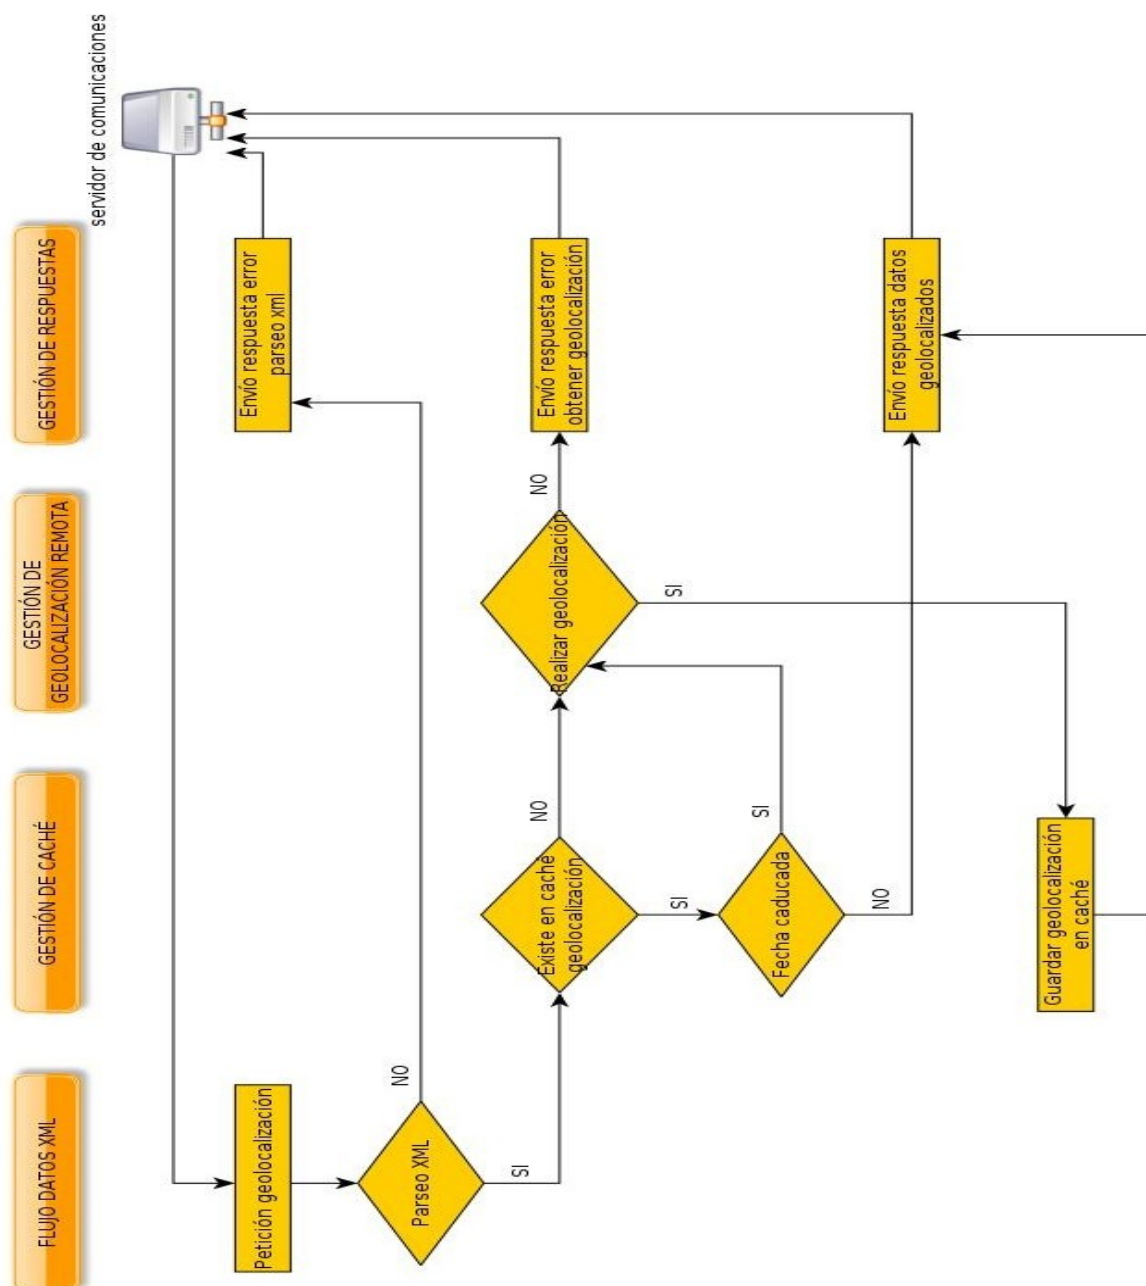 FLUJO DATOS XML
GESTIÓN DE CACHÉ
GESTIÓN DE
GEOLOCALIZACIÓN REMOTA
GESTIÓN DE RESPUESTAS
servidor de comunicaciones
Petición geolocalización
Envío respuesta error
parseo xml
Parseo XML
NO
SI
Existe en caché
geolocalización
NO
SI
Realizar geolocalización
NO
SI
Envío respuesta error
obtener geolocalización
Fecha caducada
SI
NO
Envío respuesta datos
geolocalizados
Guardar geolocalización
en caché